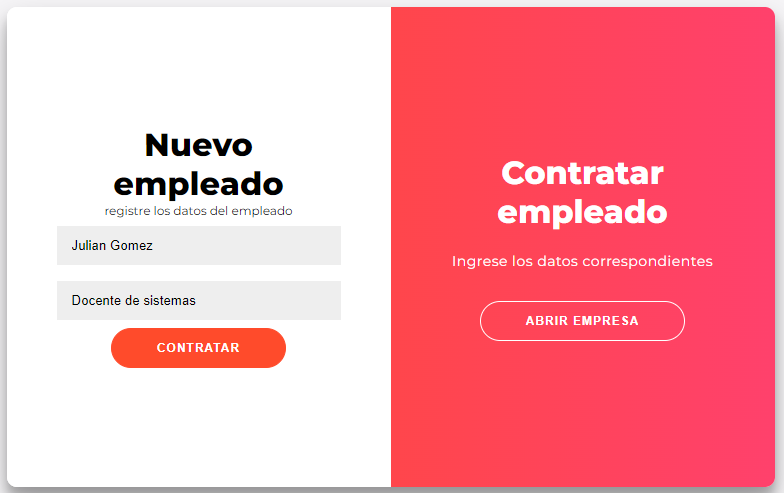 Nuevo
empleado
registre los datos del empleado
Julian Gomez
Docente de sistemas
CONTRATAR
Contratar
empleado
Ingrese los datos correspondientes
ABRIR EMPRESA